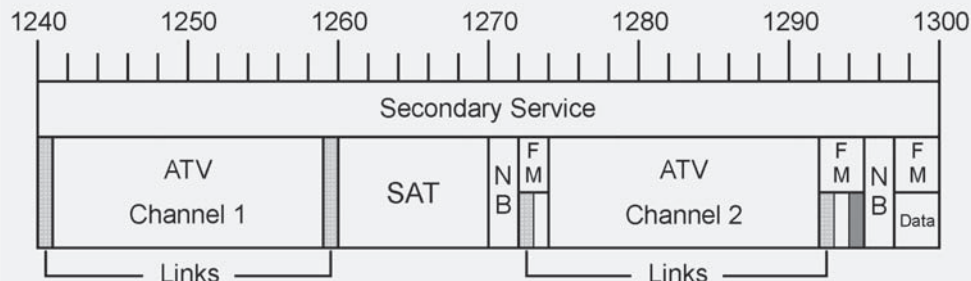 1240 1250 1260 1270 1280 1290 1300
Secondary Service
ATV
Channel 1
SAT
N
B
F
M
ATV
Channel 2
F
M
N
B
F
M
Data
Links
Links